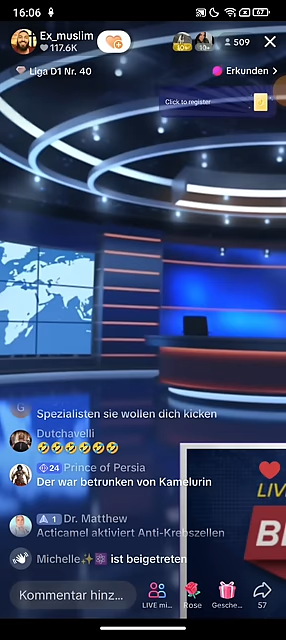 16:06
67
Ex_muslim
117.6K
509
Liga D1 Nr. 40
Erkunden >
Click to register
Spezialisten sie wollen dich kicken
Dutchavelli
🤣🤣🤣🤣🤣🤣
24 Prince of Persia
Der war betrunken von Kamelurin
1 Dr. Matthew
Acticamel aktiviert Anti-Krebszellen
Michelle✨⚛️ ist beigetreten
LIV
Kommentar hinz...
LIVE mi...
Rose
Gesche...
57